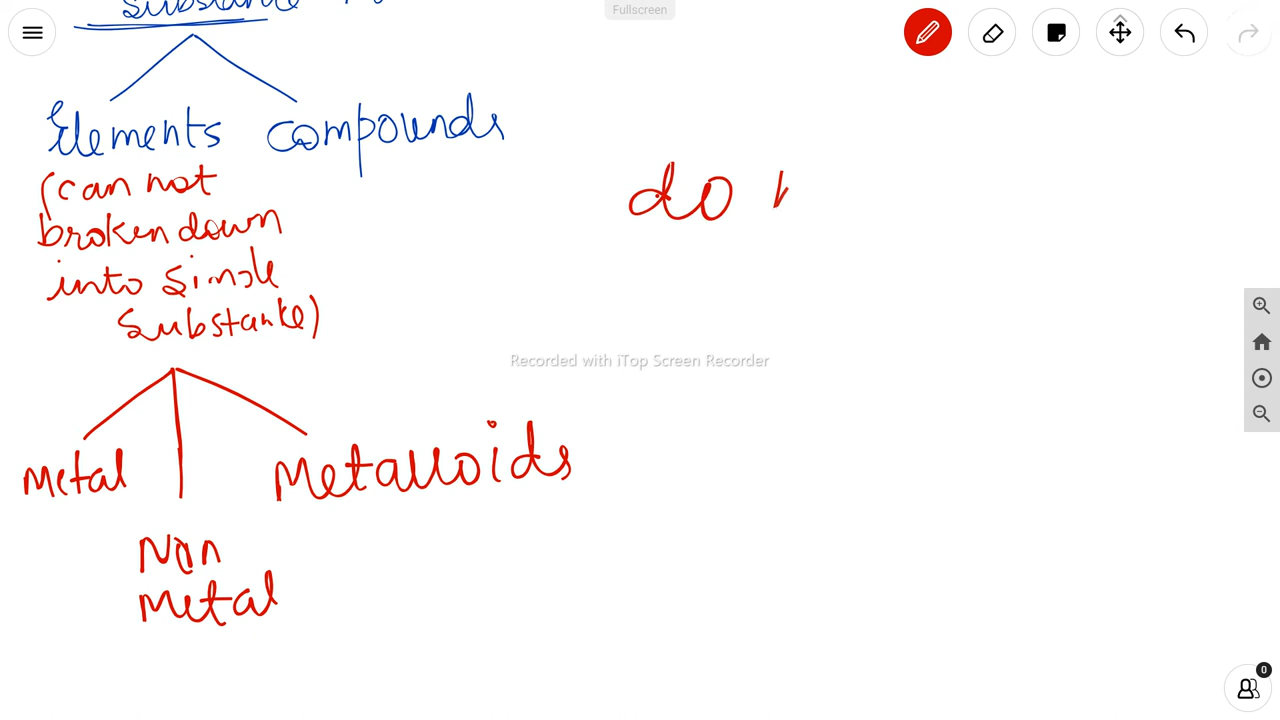 Fullscreen
substance
Elements compounds
(can not
broken down
into simple
substance)
do
Recorded with iTop Screen Recorder
Metal Metalloids
Non
Metal
0